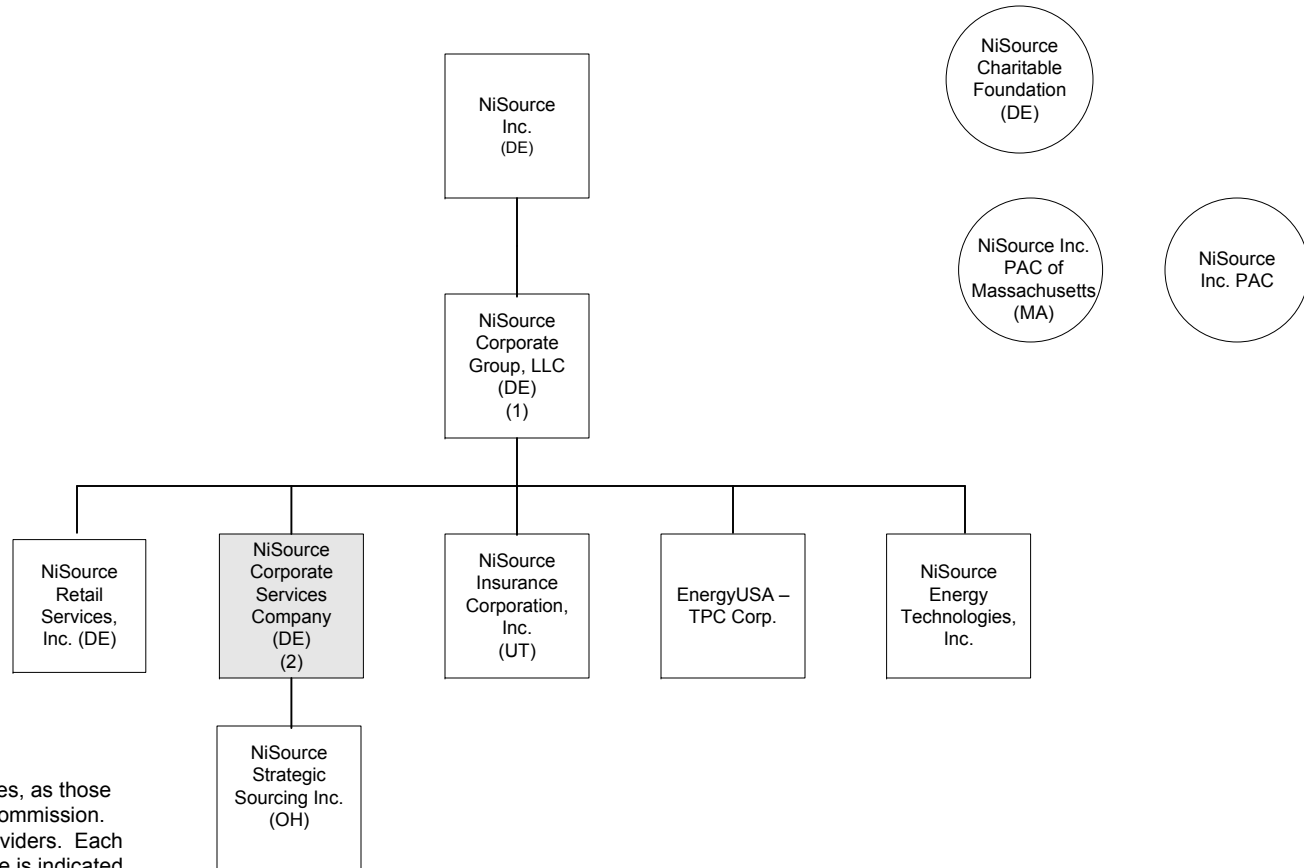 NiSource
Inc.
(DE)
NiSource
Charitable
Foundation
(DE)
NiSource Inc.
PAC of
Massachusetts
(MA)
NiSource
Inc. PAC
NiSource
Corporate
Group, LLC
(DE)
(1)
NiSource
Retail
Services,
Inc. (DE)
NiSource
Corporate
Services
Company
(DE)
(2)
NiSource
Insurance
Corporation,
Inc.
(UT)
EnergyUSA –
TPC Corp.
NiSource
Energy
Technologies,
Inc.
NiSource
Strategic
Sourcing Inc.
(OH)
es, as those
ommission.
viders. Each
e is indicated